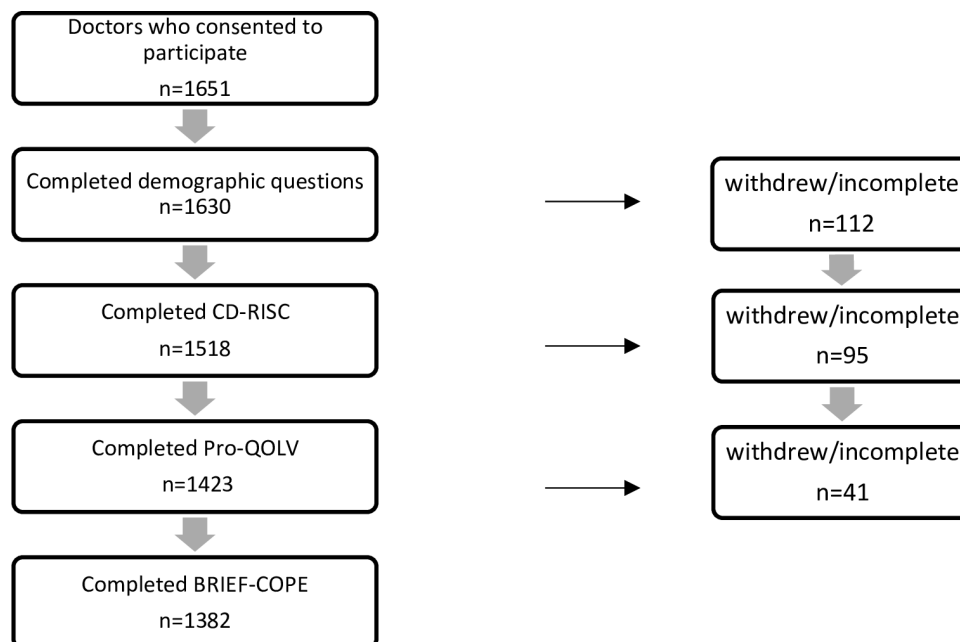 Doctors who consented to
participate
n=1651
Completed demographic questions
n=1630
withdrew/incomplete
n=112
Completed CD-RISC
n=1518
withdrew/incomplete
n=95
Completed Pro-QOLV
n=1423
withdrew/incomplete
n=41
Completed BRIEF-COPE
n=1382